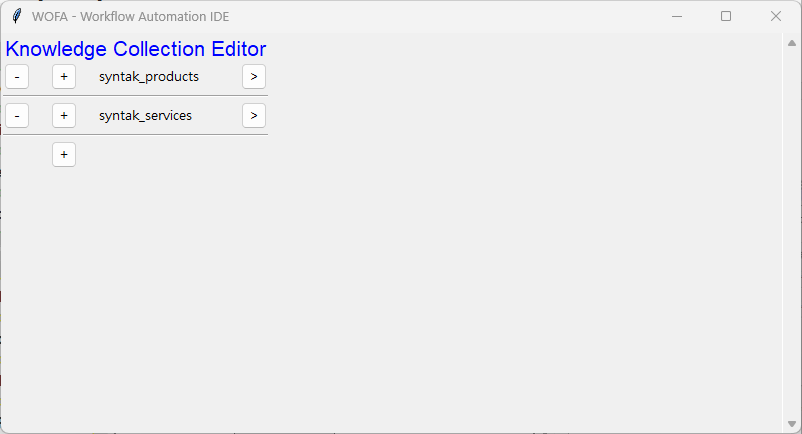 WOFA - Workflow Automation IDE
Knowledge Collection Editor
- + syntak_products >
- + syntak_services >
+